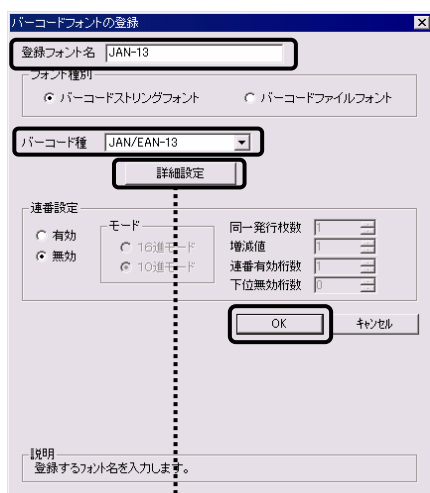 バーコードフォントの登録
登録フォント名 JAN-13
フォント種別
バーコードストリングフォント バーコードファイルフォント
バーコード種 JAN/EAN-13
詳細設定
連番設定
有効
無効
モード
16進モード
10進モード
同一発行枚数 1
増減値 1
連番有効桁数 1
下位無効桁数 0
OK キャンセル
説明
登録するフォント名を入力します。